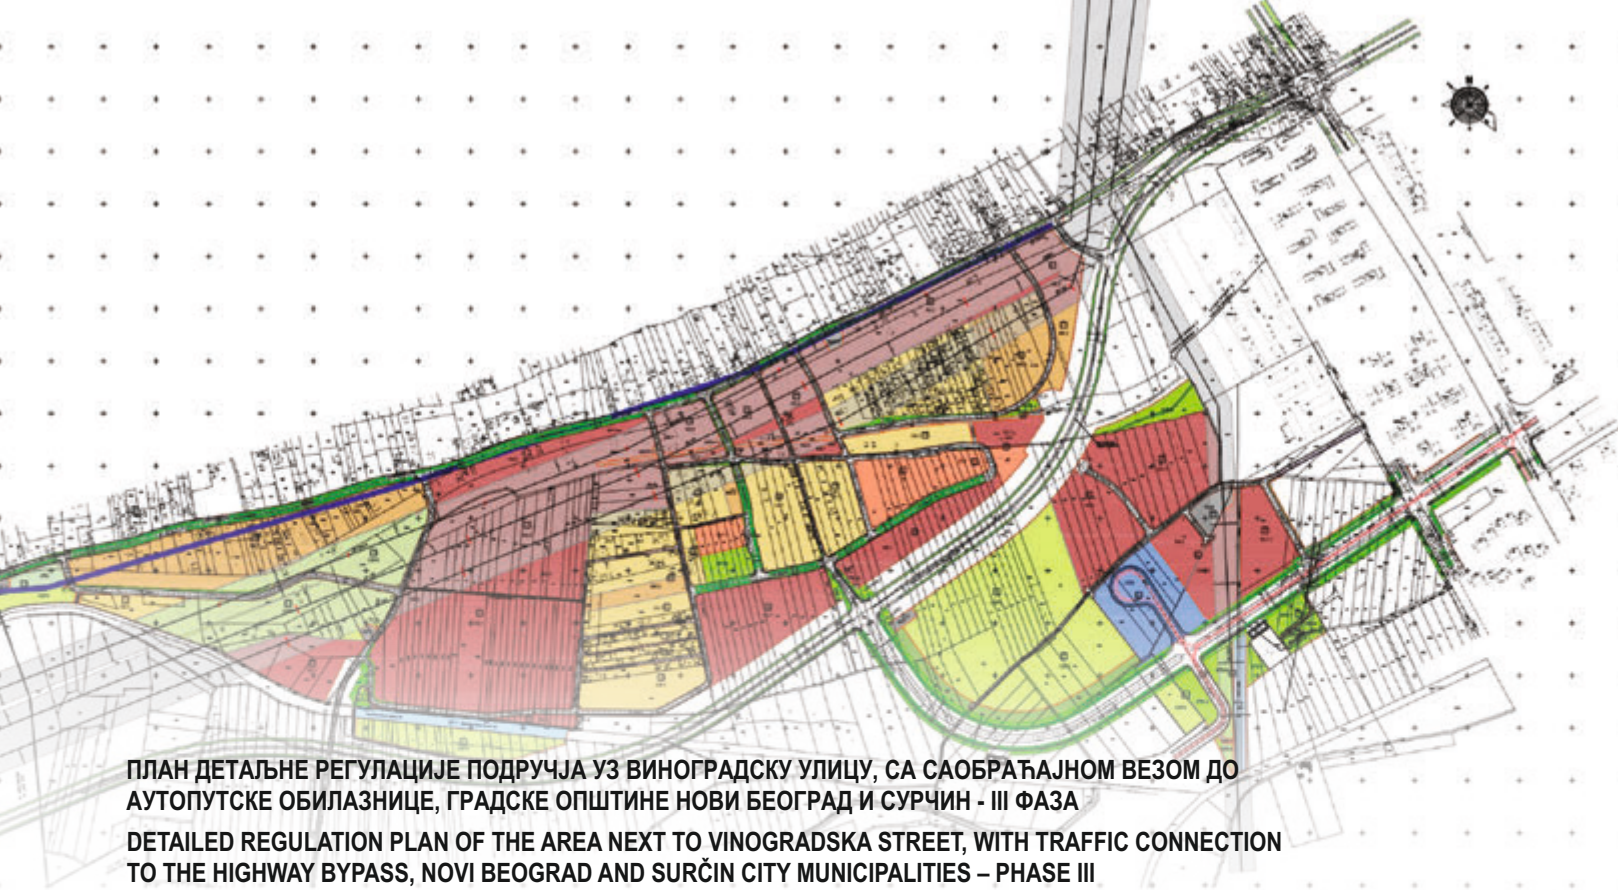 ПЛАН ДЕТАЉНЕ РЕГУЛАЦИЈЕ ПОДРУЧЈА УЗ ВИНОГРАДСКУ УЛИЦУ, СА САОБРАЋАЈНОМ ВЕЗОМ ДО
АУТОПУТСКЕ ОБИЛАЗНИЦЕ, ГРАДСКЕ ОПШТИНЕ НОВИ БЕОГРАД И СУРЧИН - III ФАЗА
DETAILED REGULATION PLAN OF THE AREA NEXT TO VINOGRADSKA STREET, WITH TRAFFIC CONNECTION
TO THE HIGHWAY BYPASS, NOVI BEOGRAD AND SURČIN CITY MUNICIPALITIES – PHASE III